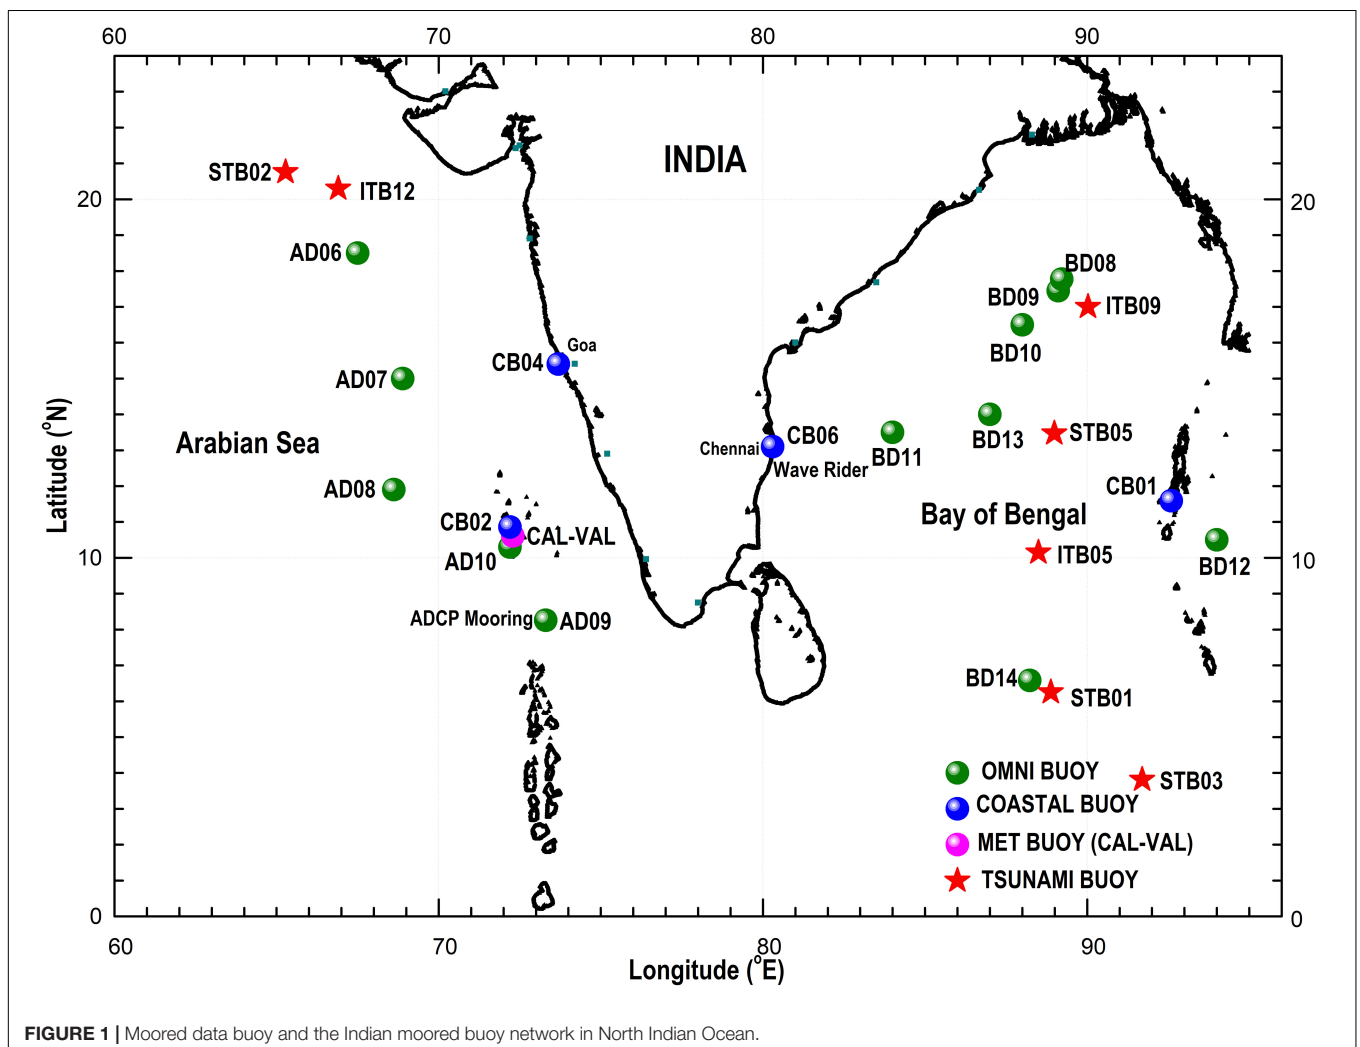 60 70 80 90
INDIA
STB02
ITB12
20 20
AD06
BD08
BD09
ITB09
Goa
BD10
CB04
AD07
Latitude (°N)
Arabian Sea
CB06
BD13
STB05
Chennai
BD11
Wave Rider
AD08
CB01
CB02
Bay of Bengal
CAL-VAL
AD10
10 10
ITB05
BD12
ADCP Mooring
AD09
BD14
STB01
OMNI BUOY
STB03
COASTAL BUOY
MET BUOY (CAL-VAL)
TSUNAMI BUOY
0 0
60 70 80 90
Longitude (°E)
FIGURE 1 | Moored data buoy and the Indian moored buoy network in North Indian Ocean.